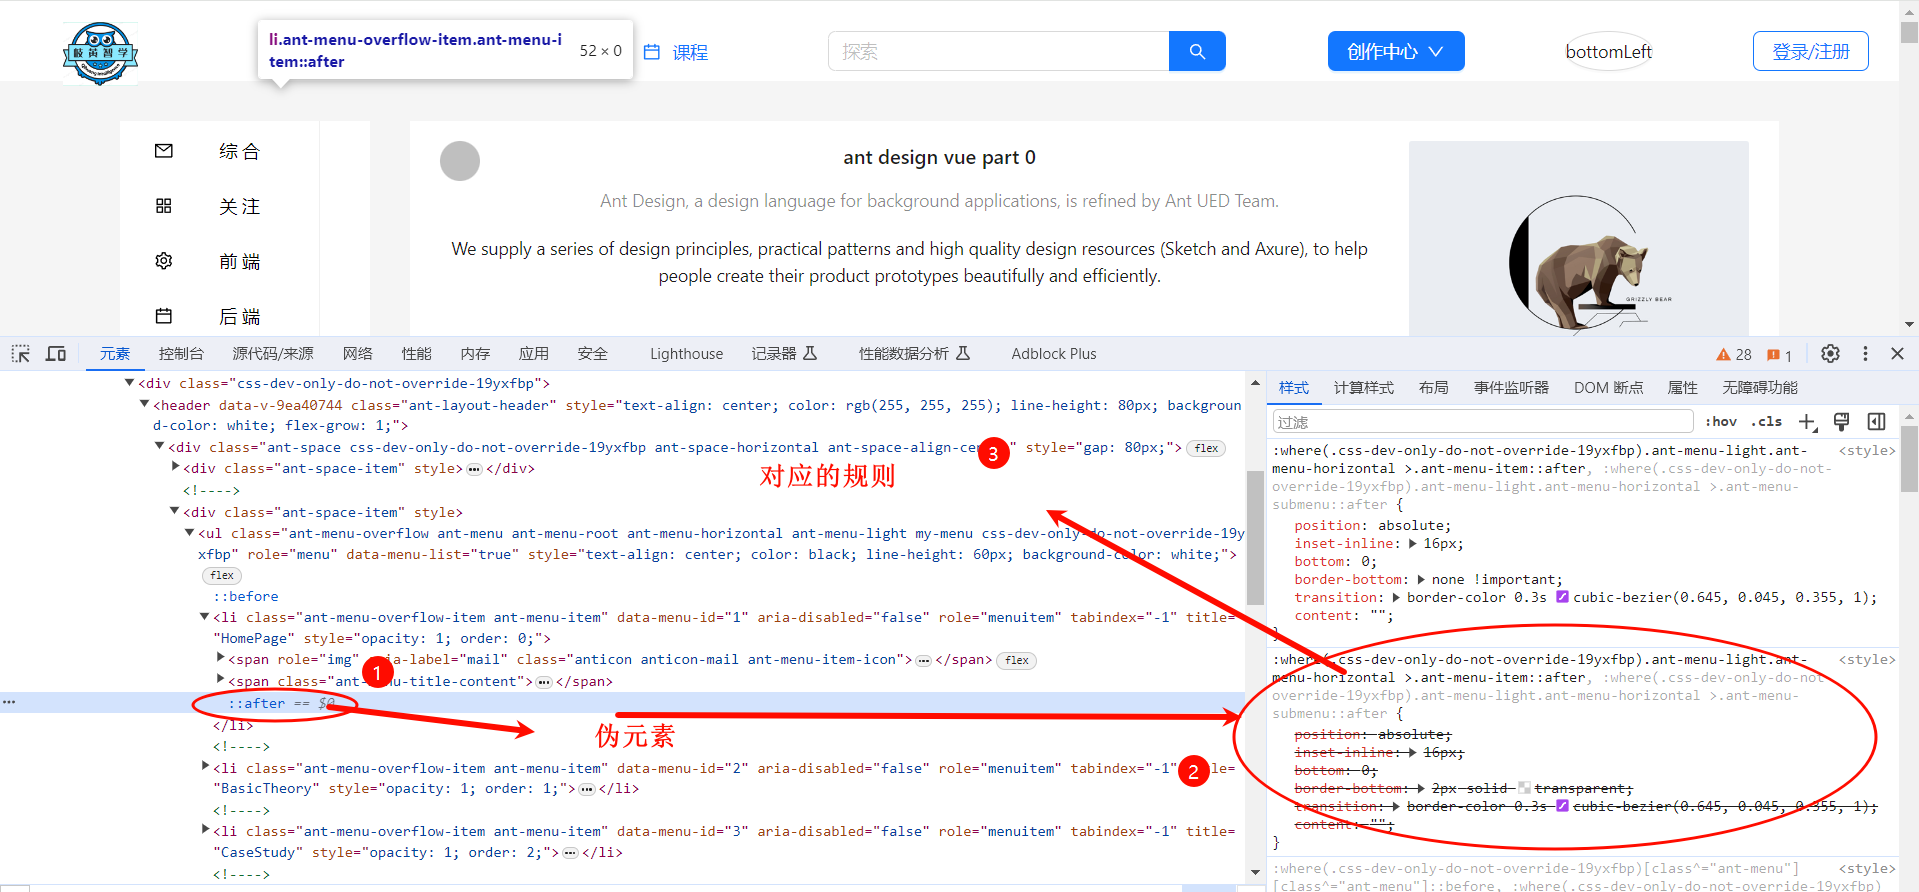 岐黄智学
li.ant-menu-overflow-item.ant-menu-i
tem::after
52 × 0
课程
探索
创作中心
bottomLeft
登录/注册
综合
关注
前端
后端
ant design vue part 0
Ant Design, a design language for background applications, is refined by Ant UED Team.
We supply a series of design principles, practical patterns and high quality design resources (Sketch and Axure), to help
people create their product prototypes beautifully and efficiently.
GRIZZLY BEAR
元素 控制台 源代码/来源 网络 性能 内存 应用 安全 Lighthouse 记录器 性能数据分析 Adblock Plus 28 1
<div class="css-dev-only-do-not-override-19yxfbp">
<header data-v-9ea40744 class="ant-layout-header" style="text-align: center; color: rgb(255, 255, 255); line-height: 80px; backgroun
d-color: white; flex-grow: 1;">
<div class="ant-space css-dev-only-do-not-override-19yxfbp ant-space-horizontal ant-space-align-cen" style="gap: 80px;"> flex
3
<div class="ant-space-item" style>…</div>
对应的规则
<!---->
<div class="ant-space-item" style>
<ul class="ant-menu-overflow ant-menu ant-menu-root ant-menu-horizontal ant-menu-light my-menu css-dev-only-do-not-override-19y
xfbp" role="menu" data-menu-list="true" style="text-align: center; color: black; line-height: 60px; background-color: white;">
flex
::before
<li class="ant-menu-overflow-item ant-menu-item" data-menu-id="1" aria-disabled="false" role="menuitem" tabindex="-1" title=
"HomePage" style="opacity: 1; order: 0;">
<span role="img" ria-label="mail" class="anticon anticon-mail ant-menu-item-icon">…</span> flex
1
<span class="ant-nu-title-content">…</span>
::after == $0
伪元素
</li>
<!---->
<li class="ant-menu-overflow-item ant-menu-item" data-menu-id="2" aria-disabled="false" role="menuitem" tabindex="-1" le=
2
"BasicTheory" style="opacity: 1; order: 1;">…</li>
<!---->
<li class="ant-menu-overflow-item ant-menu-item" data-menu-id="3" aria-disabled="false" role="menuitem" tabindex="-1" title=
"CaseStudy" style="opacity: 1; order: 2;">…</li>
<!---->
样式 计算样式 布局 事件监听器 DOM 断点 属性 无障碍功能
过滤 :hov .cls
:where(.css-dev-only-do-not-override-19yxfbp).ant-menu-light.ant- <style>
menu-horizontal >.ant-menu-item::after, :where(.css-dev-only-do-not-
override-19yxfbp).ant-menu-light.ant-menu-horizontal >.ant-menu-
submenu::after {
position: absolute;
inset-inline: 16px;
bottom: 0;
border-bottom: none !important;
transition: border-color 0.3s cubic-bezier(0.645, 0.045, 0.355, 1);
content: "";
}
:where(.css-dev-only-do-not-override-19yxfbp).ant-menu-light.ant- <style>
menu-horizontal >.ant-menu-item::after, :where(.css-dev-only-do-not-
override-19yxfbp).ant-menu-light.ant-menu-horizontal >.ant-menu-
submenu::after {
position: absolute;
inset-inline: 16px;
bottom: 0;
border-bottom: 2px solid transparent;
transition: border-color 0.3s cubic-bezier(0.645, 0.045, 0.355, 1);
content: "";
}
:where(.css-dev-only-do-not-override-19yxfbp)[class^="ant-menu"] <style>
[class^="ant-menu"]::before, :where(.css-dev-only-do-not-override-19yxfbp)